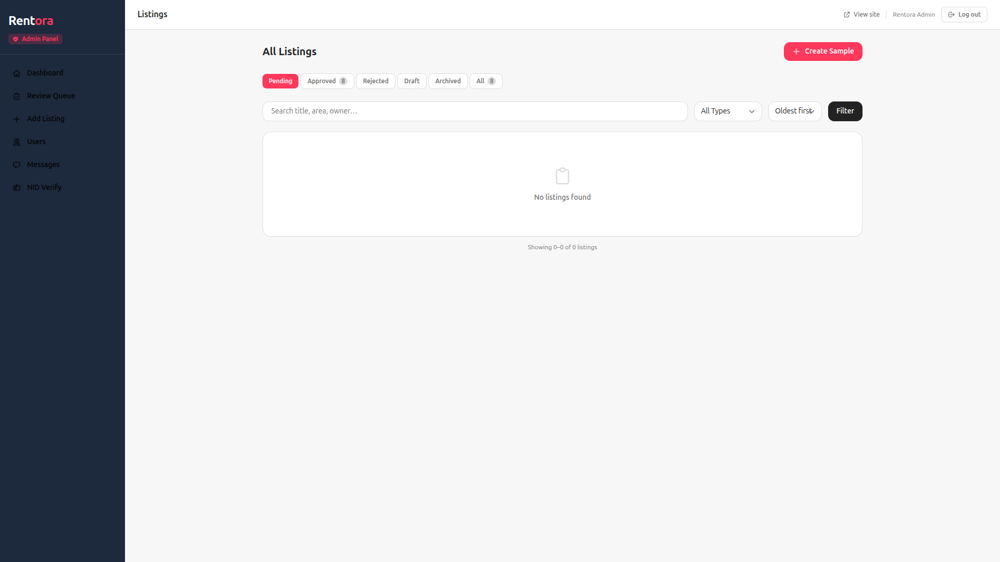 Rentora
Admin Panel
Dashboard
Review Queue
Add Listing
Users
Messages
NID Verify
Listings
View site
Rentora Admin
Log out
All Listings
Create Sample
Pending
Approved 8
Rejected
Draft
Archived
All 8
Search title, area, owner…
All Types
Oldest first
Filter
No listings found
Showing 0–0 of 0 listings